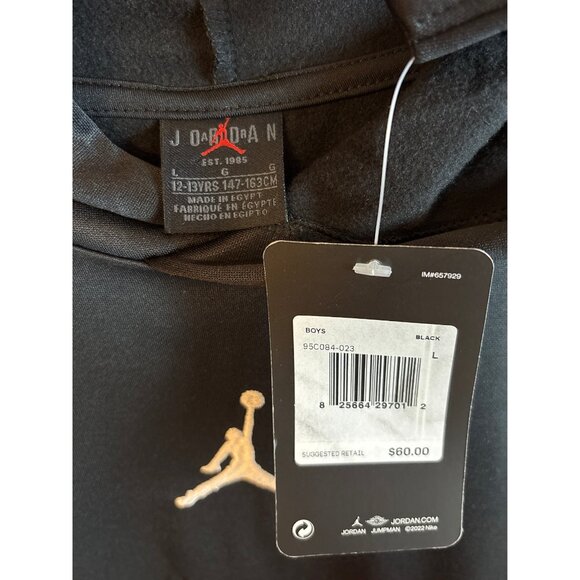 JORDAN
EST. 1985
L G G
12-13YRS 147-163CM
MADE IN EGYPT
FABRIQUÉ EN ÉGYPTE
HECHO EN EGIPTO
IM#657929
BOYS BLACK
95C084-023 L
8 25664 29701 2
SUGGESTED RETAIL $60.00
JORDAN.COM
JORDAN JUMPMAN ©2022 Nike